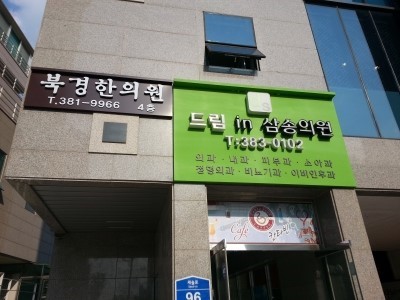 북경한의원
T.381-9966 4층
드림 in 삼송의원
T:383-0102
외과·내과·피부과·소아과
정형외과·비뇨기과·이비인후과
Cafe
96